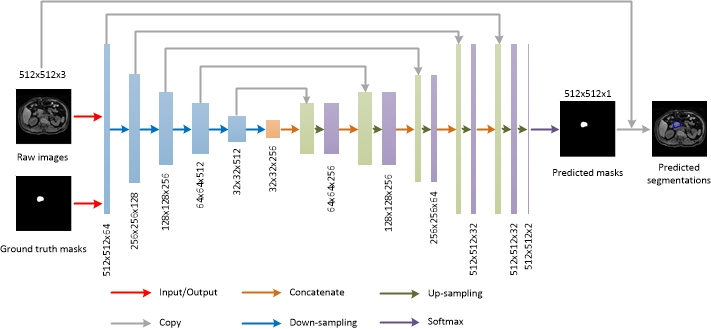 512x512x3
Raw images
Ground truth masks
512x512x64
256x256x128
128x128x256
64x64x512
32x32x512
32x32x256
64x64x256
128x128x256
256x256x64
512x512x32
512x512x32
512x512x2
512x512x1
Predicted masks
Predicted
segmentations
Input/Output
Concatenate
Up-sampling
Copy
Down-sampling
Softmax